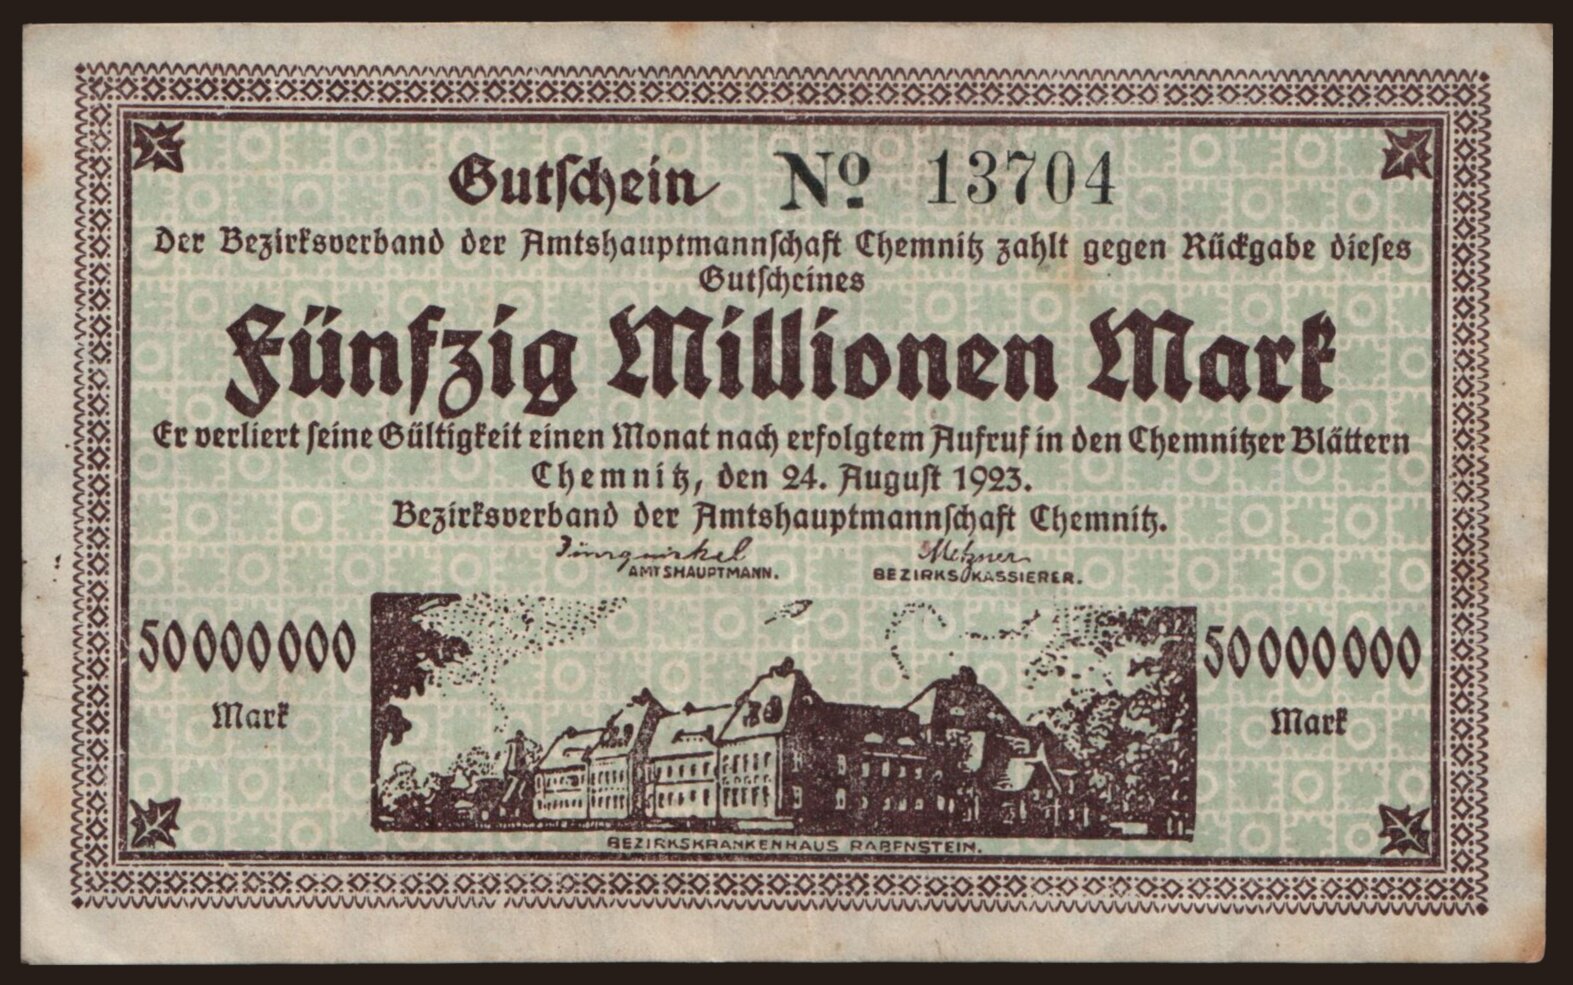 Gutschein No 13704
Der Bezirksverband der Amtshauptmannschaft Chemnitz zahlt gegen Rückgabe dieses
Gutscheines
Fünfzig Millionen Mark
Er verliert seine Gültigkeit einen Monat nach erfolgtem Aufruf in den Chemnitzer Blättern
Chemnitz, den 24. August 1923.
Bezirksverband der Amtshauptmannschaft Chemnitz.
Metzner
AMTSHAUPTMANN. BEZIRKSKASSIERER.
50000000 50000000
Mark Mark
BEZIRKSKRANKENHAUS RABENSTEIN.